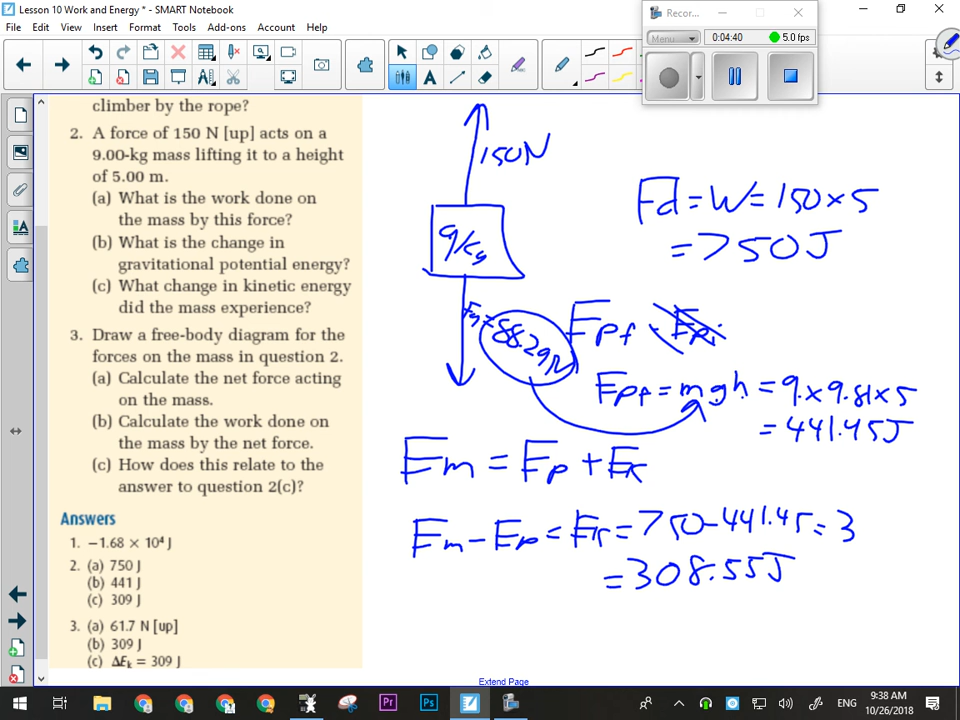 Lesson 10 Work and Energy * - SMART Notebook
File Edit View Insert Format Tools Add-ons Account Help
Recor...
Menu 0:04:40 5.0 fps
climber by the rope?
2. A force of 150 N [up] acts on a
9.00-kg mass lifting it to a height
of 5.00 m.
(a) What is the work done on
the mass by this force?
(b) What is the change in
gravitational potential energy?
(c) What change in kinetic energy
did the mass experience?
3. Draw a free-body diagram for the
forces on the mass in question 2.
(a) Calculate the net force acting
on the mass.
(b) Calculate the work done on
the mass by the net force.
(c) How does this relate to the
answer to question 2(c)?
Answers
1. −1.68 × 10⁴ J
2. (a) 750 J
(b) 441 J
(c) 309 J
3. (a) 61.7 N [up]
(b) 309 J
(c) ΔEk = 309 J
150N
9kg
Fg = 88.29N
Fd = W = 150 × 5
= 750J
Epf - Epi
Epf = mgh = 9 × 9.81 × 5
= 441.45J
Em = Ep + Ek
Em - Ep = Ek = 750 - 441.45 = 3
= 308.55J
Extend Page
Pr Ps
ENG
9:38 AM
10/26/2018